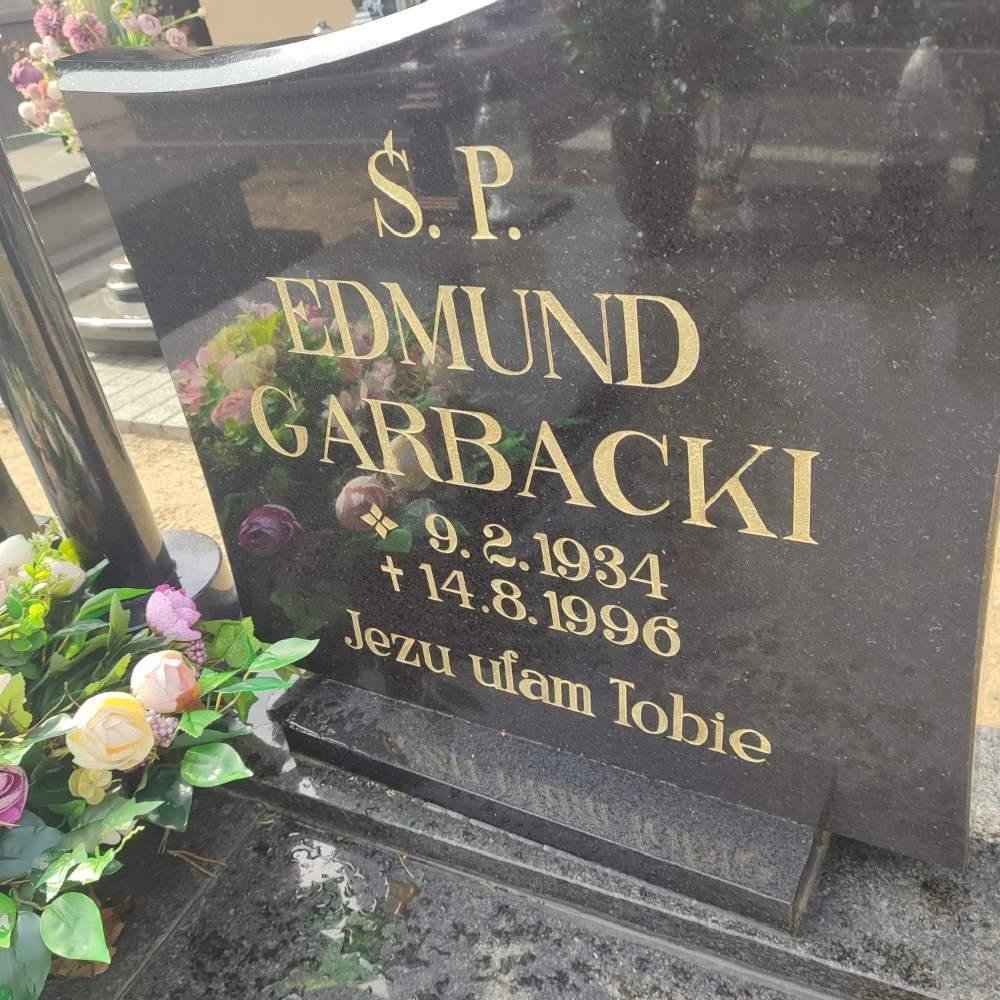 Ś. P.
EDMUND
GARBACKI
9. 2. 1934
† 14. 8. 1996
Jezu ufam Tobie